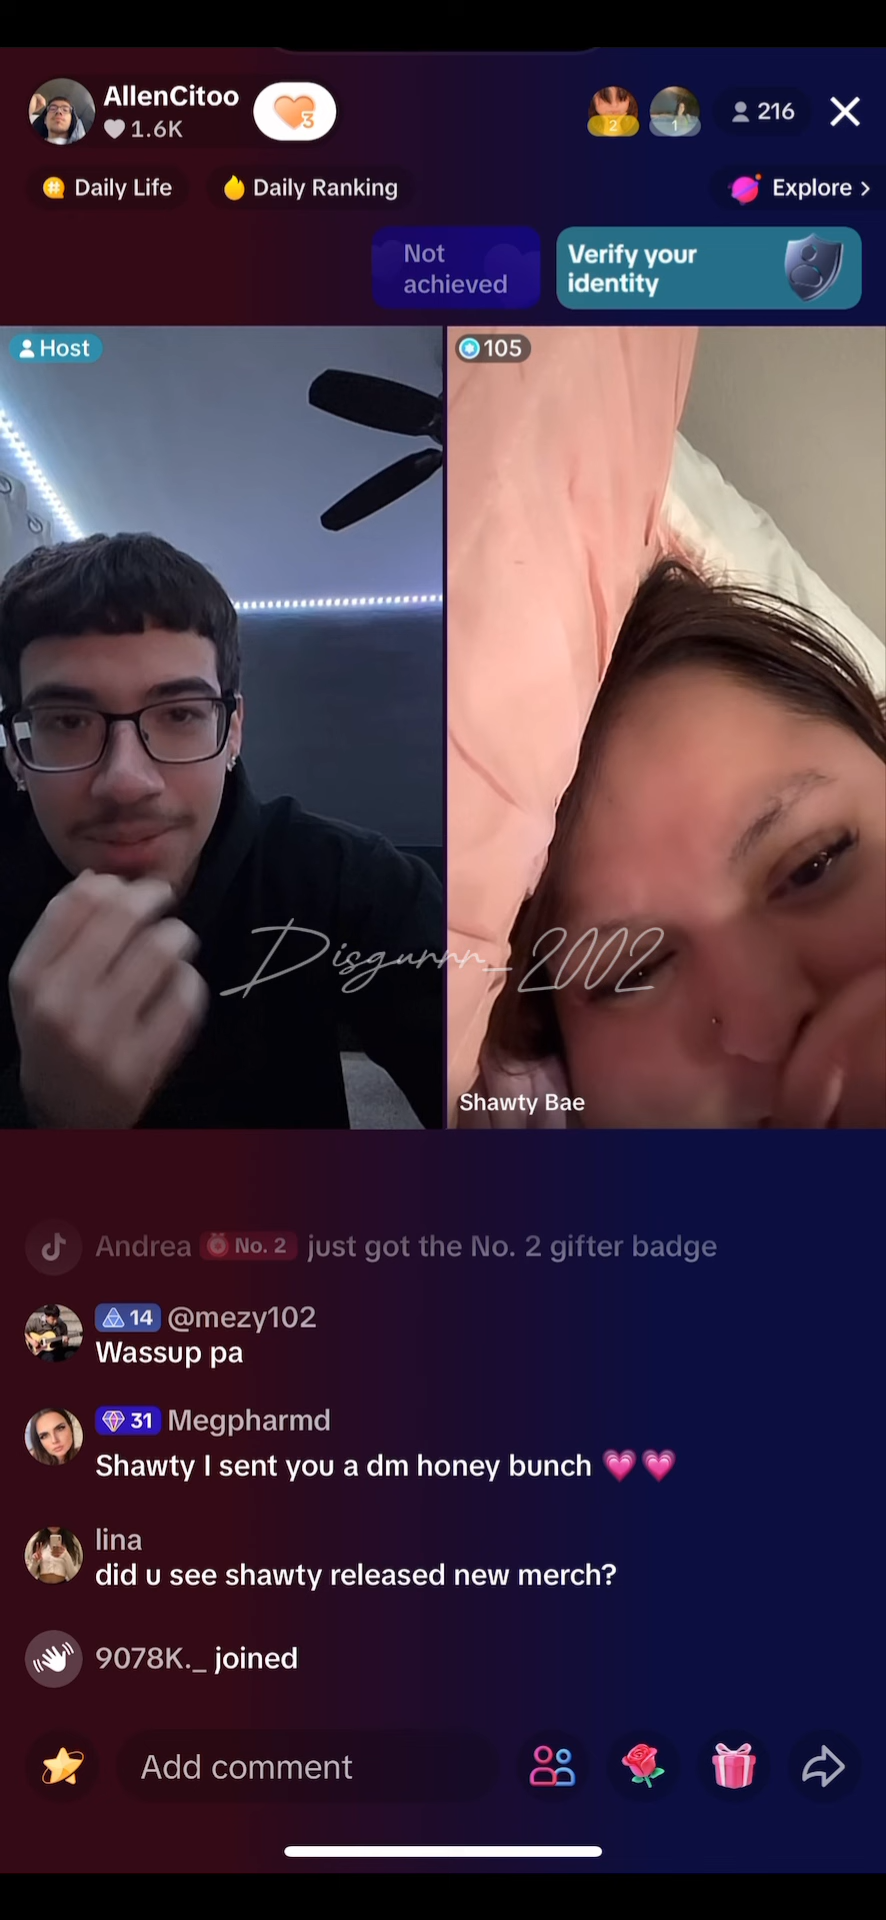 AllenCitoo
1.6K
3
2
1
216
Daily Life
Daily Ranking
Explore >
Not
achieved
Verify your
identity
Host
105
Disgurrr_2002
Shawty Bae
Andrea No. 2 just got the No. 2 gifter badge
14 @mezy102
Wassup pa
31 Megpharmd
Shawty I sent you a dm honey bunch 💗💗
lina
did u see shawty released new merch?
9078K._ joined
Add comment